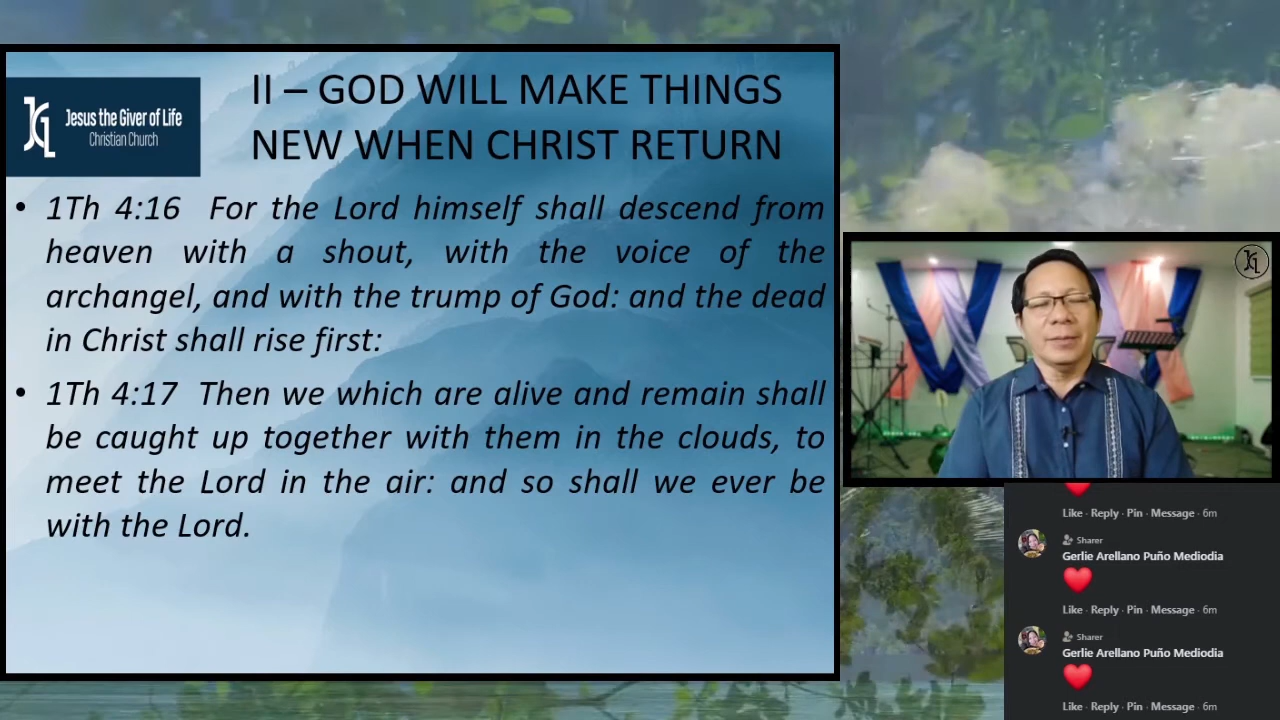 Jesus the Giver of Life
Christian Church
II – GOD WILL MAKE THINGS
NEW WHEN CHRIST RETURN
• 1Th 4:16 For the Lord himself shall descend from
heaven with a shout, with the voice of the
archangel, and with the trump of God: and the dead
in Christ shall rise first:
• 1Th 4:17 Then we which are alive and remain shall
be caught up together with them in the clouds, to
meet the Lord in the air: and so shall we ever be
with the Lord.
Like · Reply · Pin · Message · 6m
Sharer
Gerlie Arellano Puño Mediodia
Like · Reply · Pin · Message · 6m
Sharer
Gerlie Arellano Puño Mediodia
Like · Reply · Pin · Message · 6m